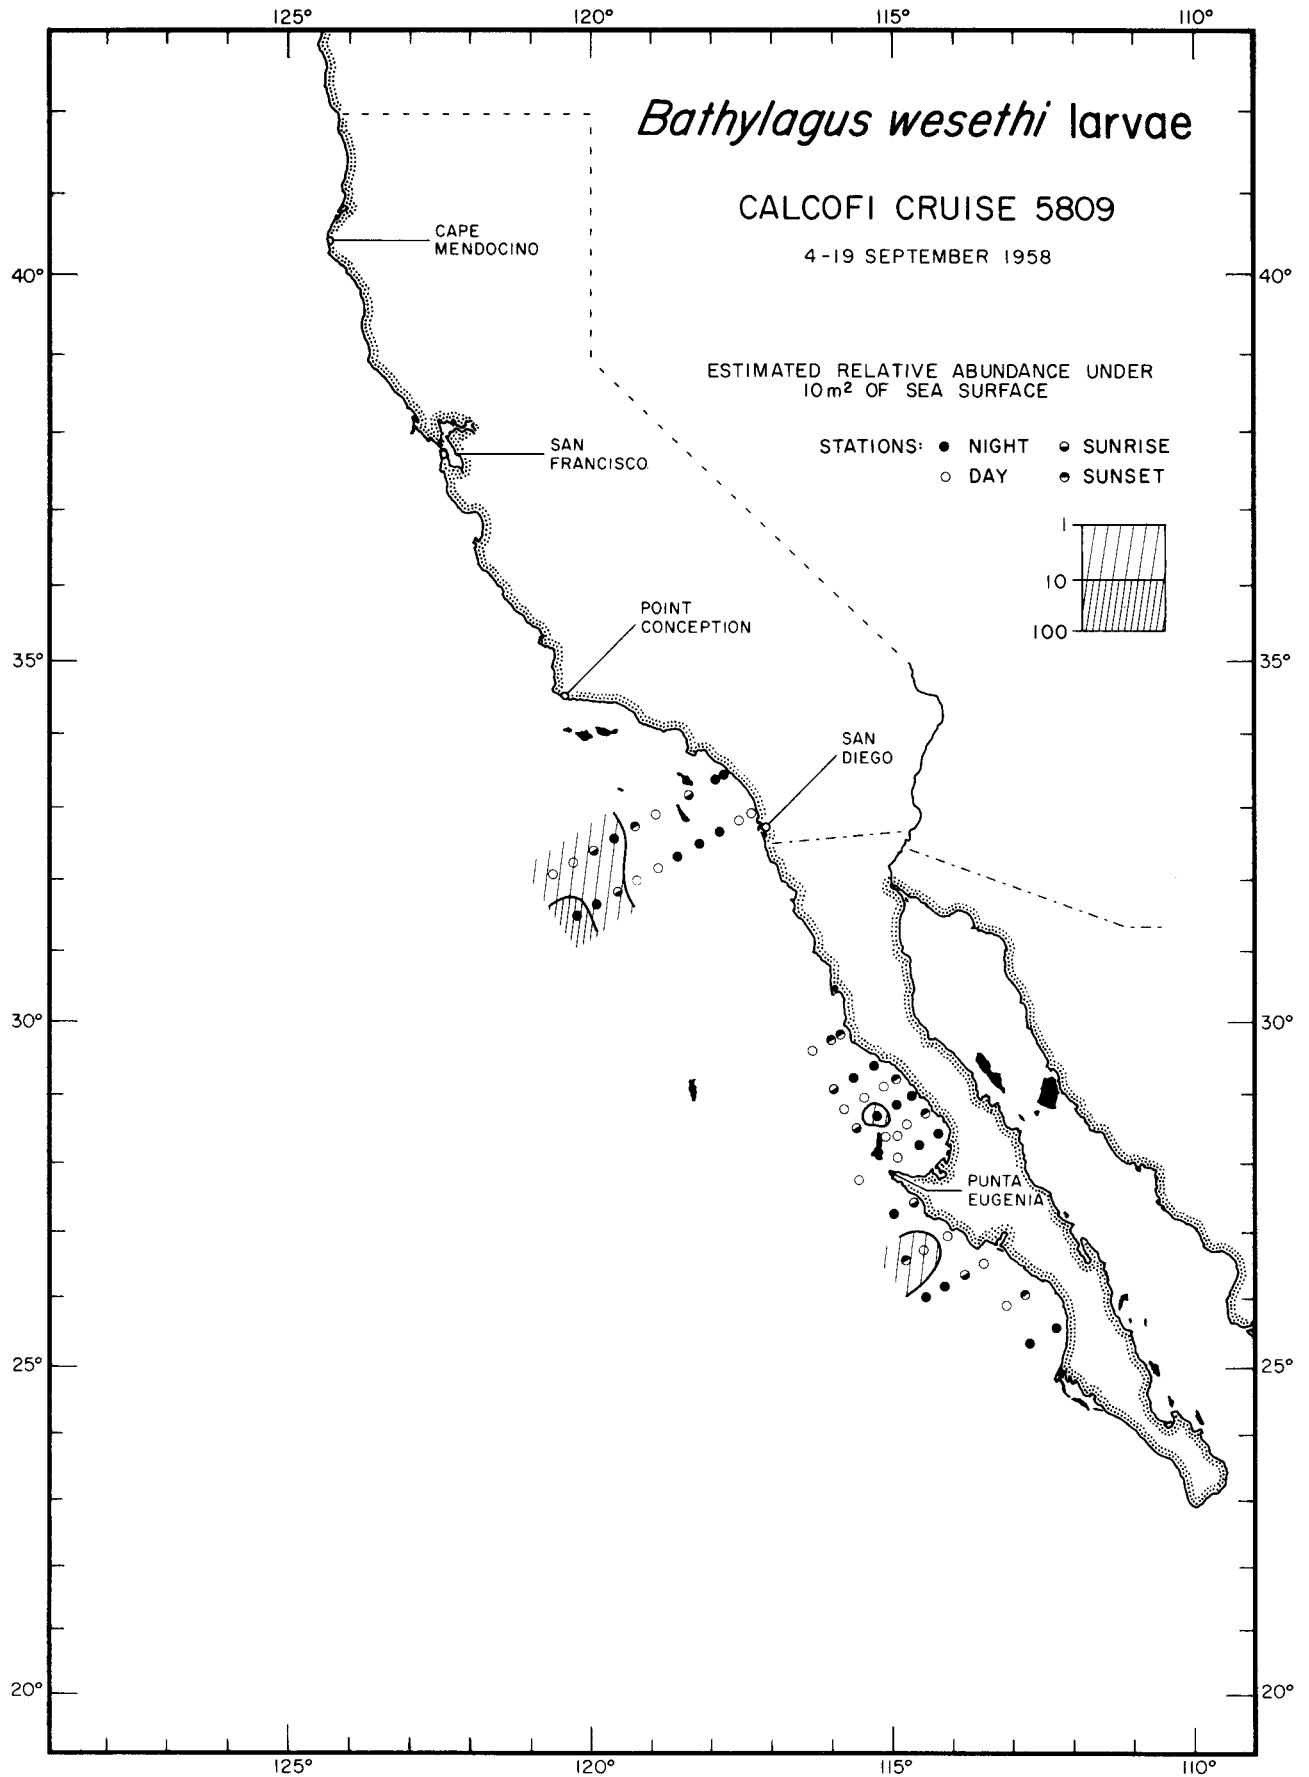 125° 120° 115° 110°
Bathylagus wesethi larvae
CALCOFI CRUISE 5809
4-19 SEPTEMBER 1958
CAPE
MENDOCINO
40° 40°
ESTIMATED RELATIVE ABUNDANCE UNDER
10m² OF SEA SURFACE
STATIONS: NIGHT SUNRISE
DAY SUNSET
SAN
FRANCISCO
1
10
100
POINT
CONCEPTION
35° 35°
SAN
DIEGO
30° 30°
PUNTA
EUGENIA
25° 25°
20° 20°
125° 120° 115° 110°